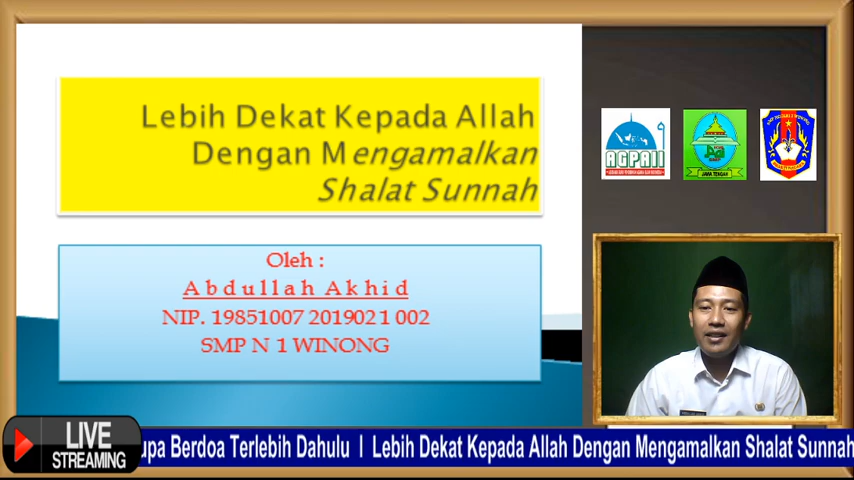 Lebih Dekat Kepada Allah
Dengan Mengamalkan
Shalat Sunnah
Oleh :
Abdullah Akhid
NIP. 19851007 201902 1 002
SMP N 1 WINONG
AGPAII
JAWA TENGAH
LIVE
STREAMING
upa Berdoa Terlebih Dahulu I Lebih Dekat Kepada Allah Dengan Mengamalkan Shalat Sunnah